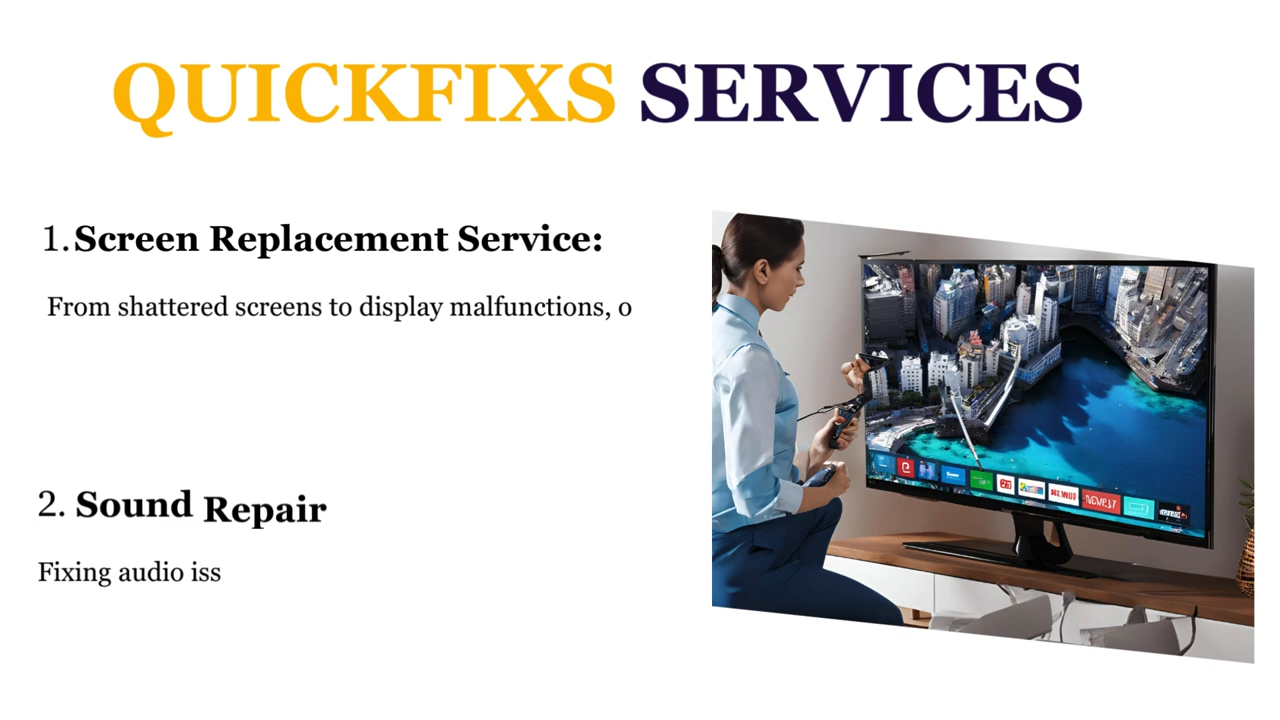 QUICKFIXS SERVICES
1. Screen Replacement Service:
From shattered screens to display malfunctions, o
2. Sound Repair
Fixing audio iss